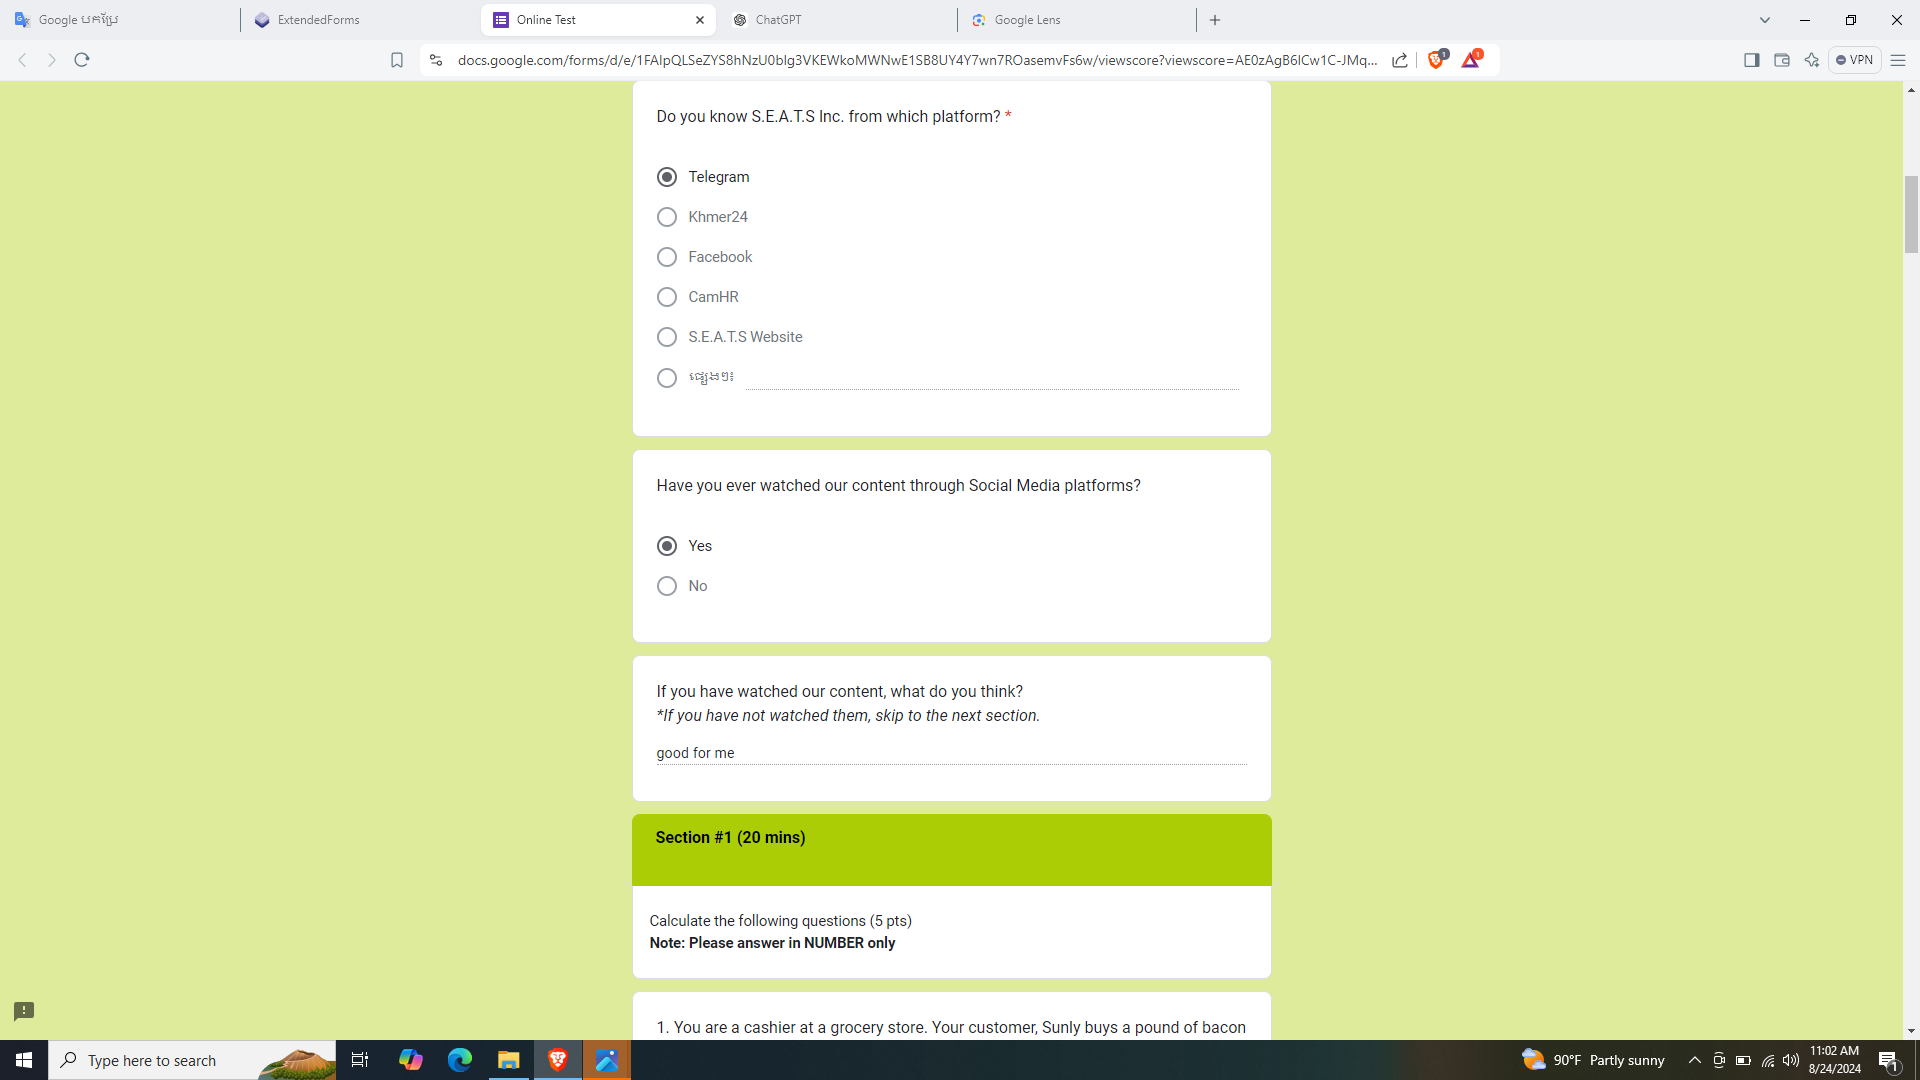 Google បកប្រែ
ExtendedForms
Online Test
ChatGPT
Google Lens
docs.google.com/forms/d/e/1FAIpQLSeZYS8hNzU0bIg3VKEWkoMWNwE1SB8UY4Y7wn7ROasemvFs6w/viewscore?viewscore=AE0zAgB6ICw1C-JMq...
1
1
VPN
Do you know S.E.A.T.S Inc. from which platform? *
Telegram
Khmer24
Facebook
CamHR
S.E.A.T.S Website
ផ្សេងៗ៖
Have you ever watched our content through Social Media platforms?
Yes
No
If you have watched our content, what do you think?
*If you have not watched them, skip to the next section.
good for me
Section #1 (20 mins)
Calculate the following questions (5 pts)
Note: Please answer in NUMBER only
1. You are a cashier at a grocery store. Your customer, Sunly buys a pound of bacon
Type here to search
90°F Partly sunny
11:02 AM
8/24/2024
1